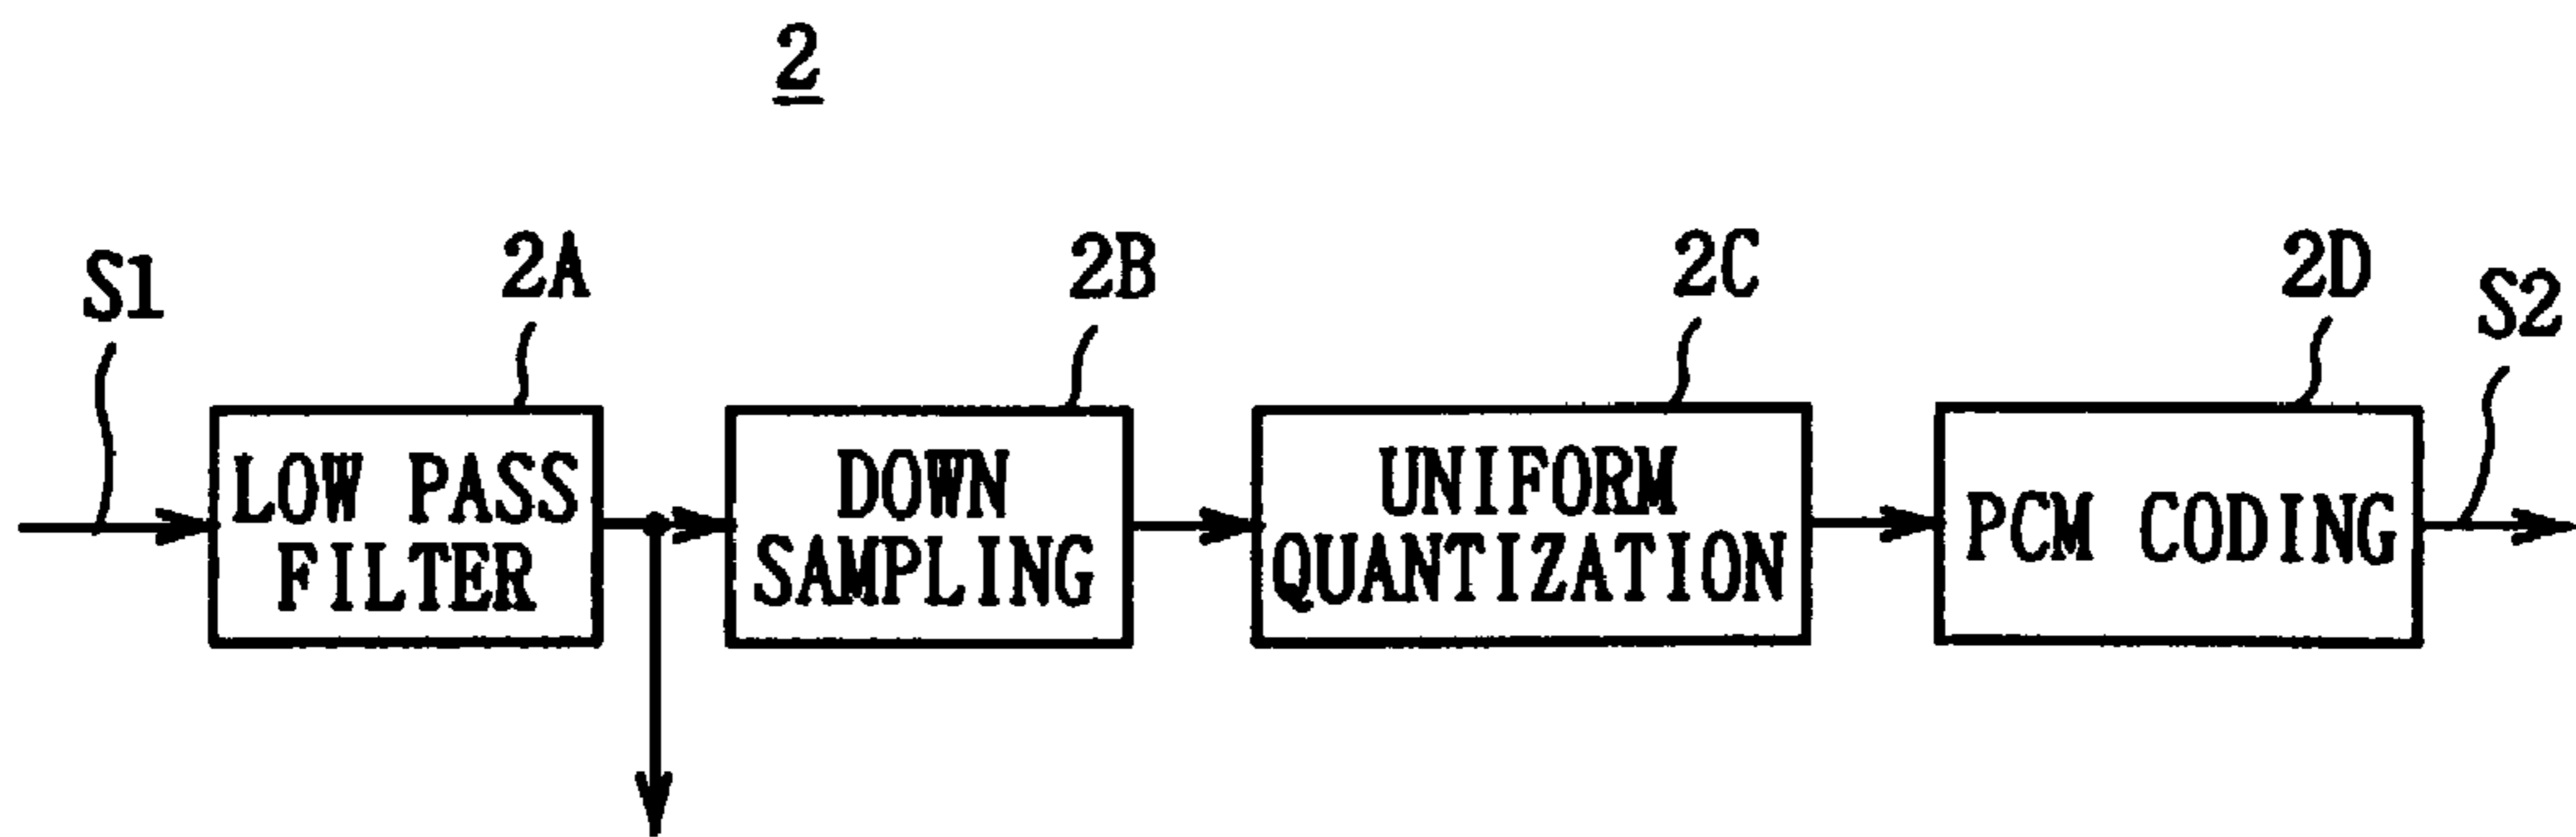 2
S1
2A
2B
2C
2D
S2
LOW PASS
FILTER
DOWN
SAMPLING
UNIFORM
QUANTIZATION
PCM CODING